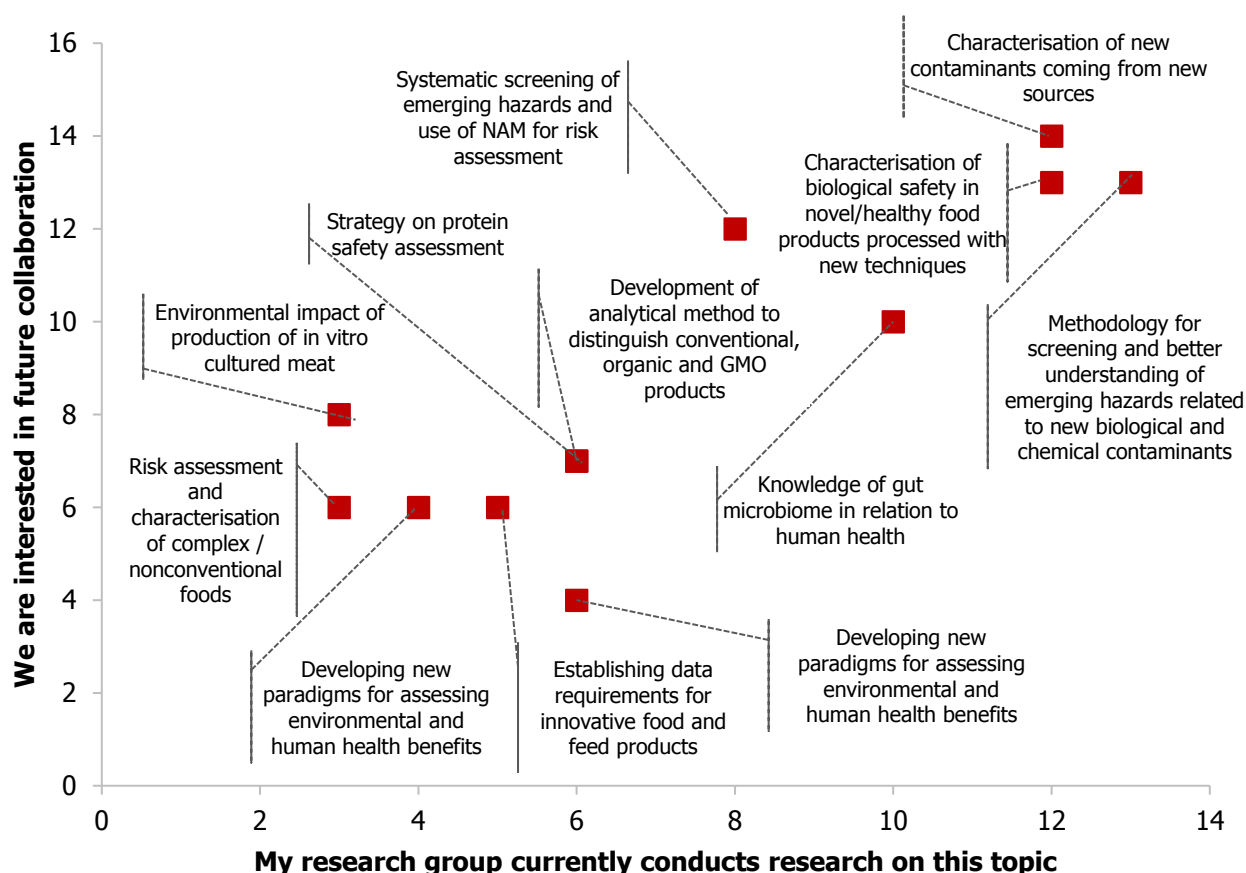 We are interested in future collaboration
16
14
12
10
8
6
4
2
0
Characterisation of new
contaminants coming from new
sources
Systematic screening of
emerging hazards and
use of NAM for risk
assessment
Characterisation of
biological safety in
novel/healthy food
products processed with
new techniques
Strategy on protein
safety assessment
Development of
analytical method to
distinguish conventional,
organic and GMO
products
Environmental impact of
production of in vitro
cultured meat
Methodology for
screening and better
understanding of
emerging hazards related
to new biological and
chemical contaminants
Risk assessment
and
characterisation
of complex /
nonconventional
foods
Knowledge of gut
microbiome in relation to
human health
Developing new
paradigms for assessing
environmental and
human health benefits
Establishing data
requirements for
innovative food and
feed products
Developing new
paradigms for assessing
environmental and
human health benefits
0
2
4
6
8
10
12
14
My research group currently conducts research on this topic